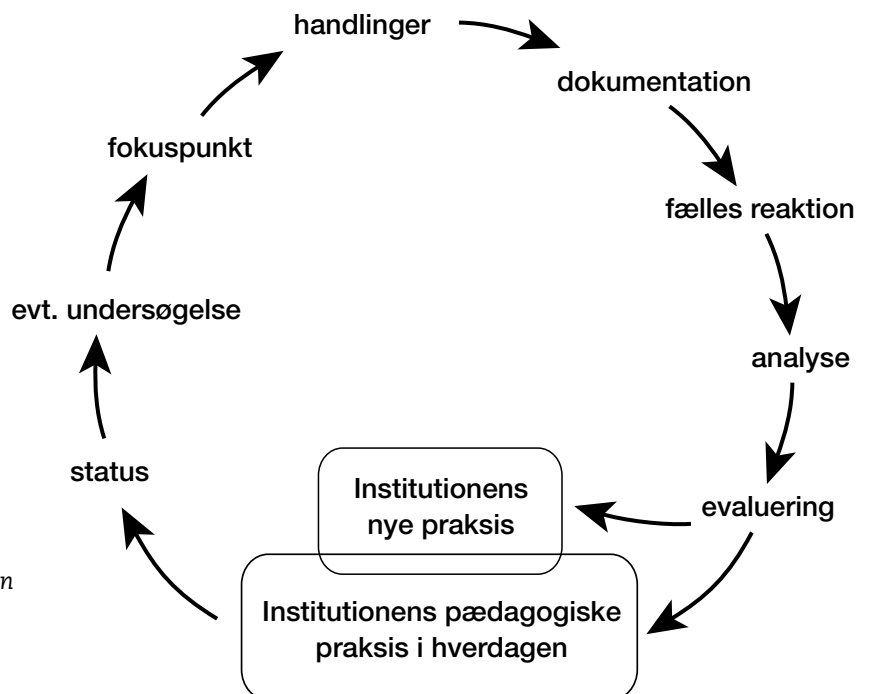 handlinger
dokumentation
fælles reaktion
analyse
evaluering
Institutionens
nye praksis
Institutionens pædagogiske
praksis i hverdagen
status
evt. undersøgelse
fokuspunkt
n